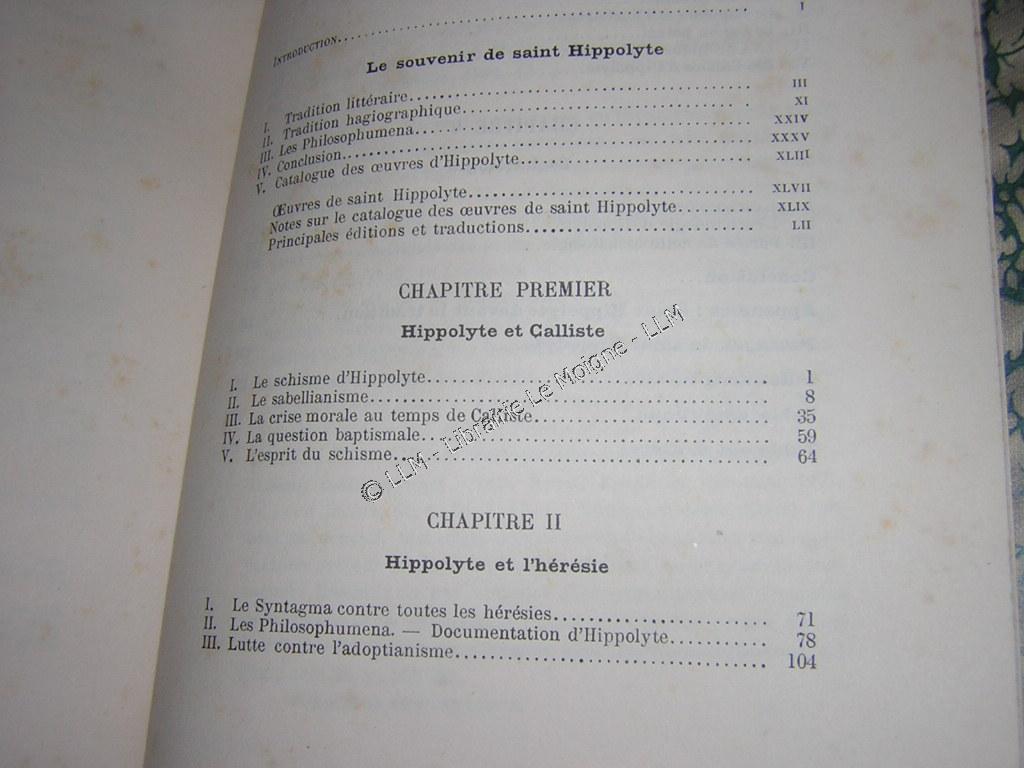 INTRODUCTION........ I
Le souvenir de saint Hippolyte
I. Tradition littéraire........ III
II. Tradition hagiographique........ XI
III. Les Philosophumena........ XXIV
IV. Conclusion........ XXXV
V. Catalogue des œuvres d'Hippolyte........ XLIII
Œuvres de saint Hippolyte........ XLVII
Notes sur le catalogue des œuvres de saint Hippolyte........ XLIX
Principales éditions et traductions........ LII
CHAPITRE PREMIER
Hippolyte et Calliste
I. Le schisme d'Hippolyte........ 1
II. Le sabellianisme........ 8
III. La crise morale au temps de Calliste........ 35
IV. La question baptismale........ 59
V. L'esprit du schisme........ 64
© LLM - Librairie Le Moigne - LLM
CHAPITRE II
Hippolyte et l'hérésie
I. Le Syntagma contre toutes les hérésies........ 71
II. Les Philosophumena. — Documentation d'Hippolyte........ 78
III. Lutte contre l'adoptianisme........ 104